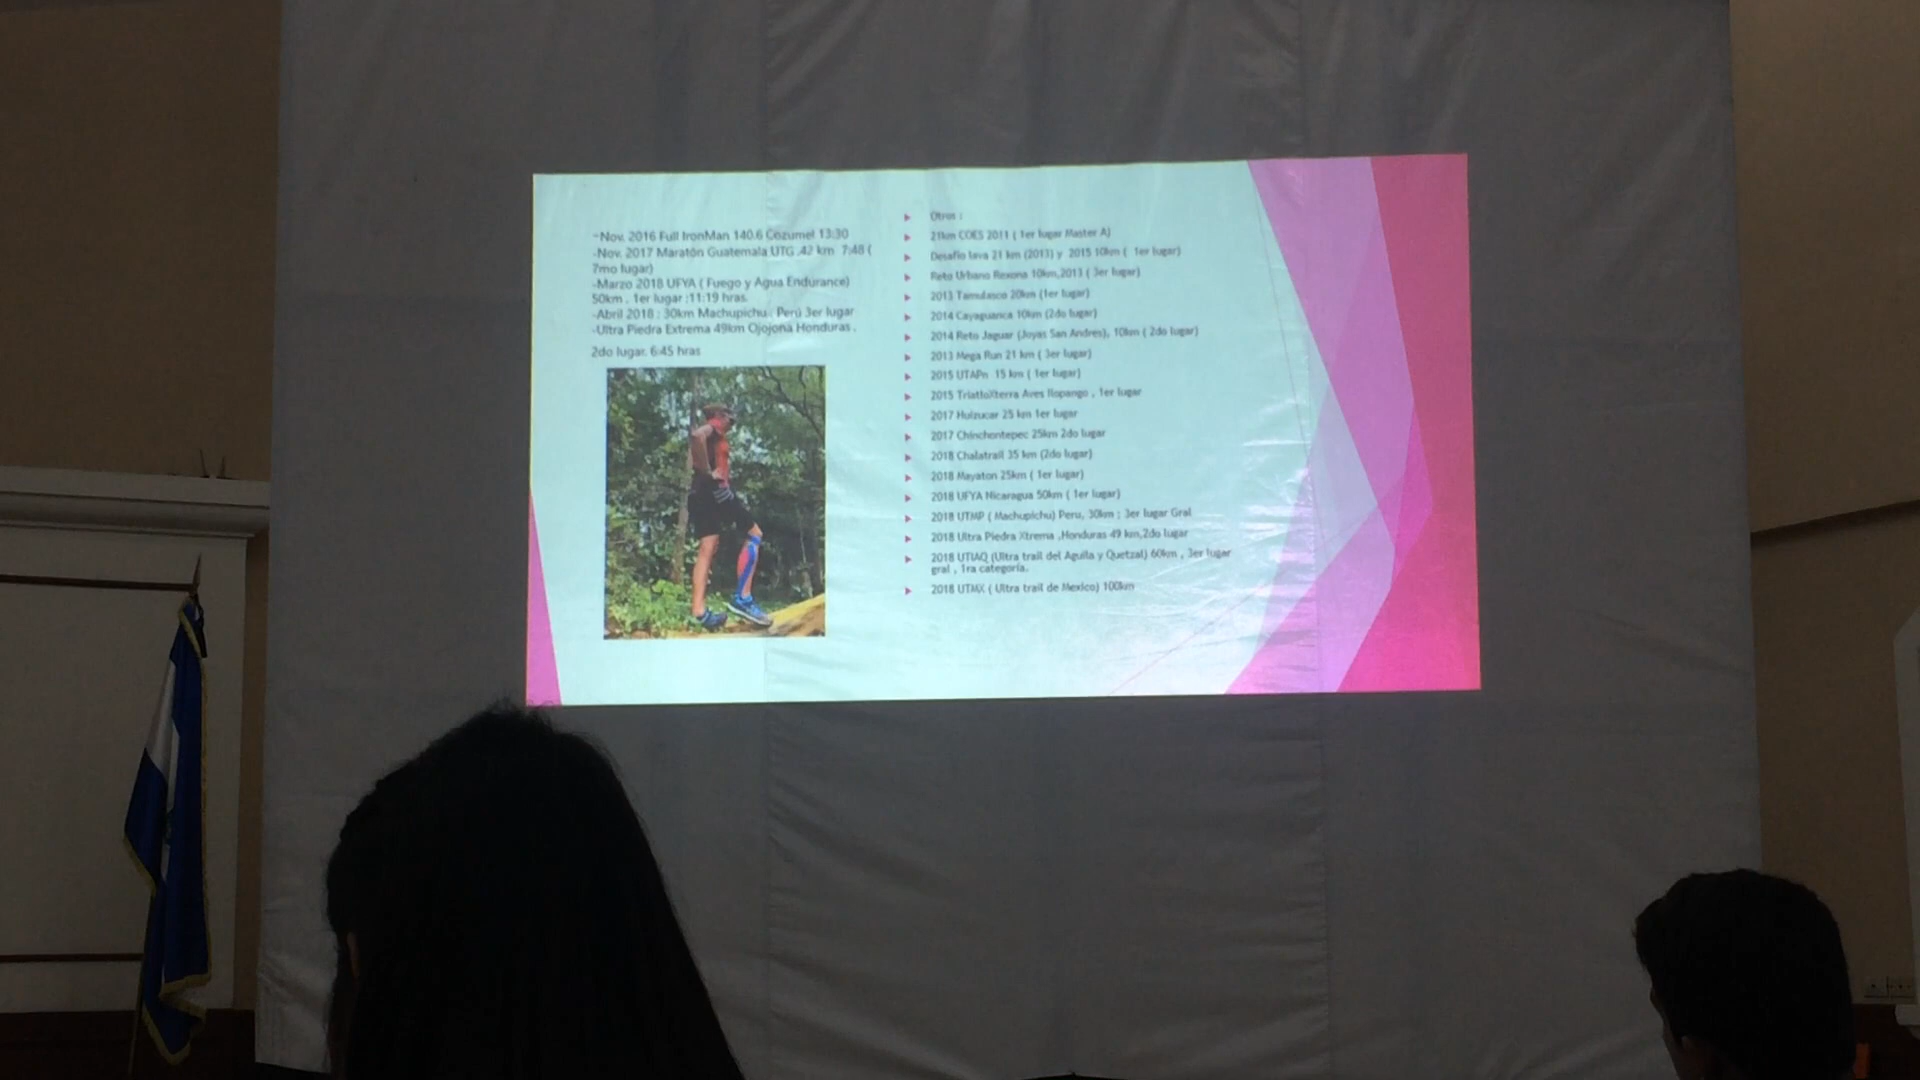 -Nov. 2016 Full IronMan 140.6 Cozumel 13:30
-Nov. 2017 Maratón Guatemala UTG .42 km 7:48 (
7mo lugar)
-Marzo 2018 UFYA ( Fuego y Agua Endurance)
50km . 1er lugar :11:19 hras.
-Abril 2018 : 30km Machupichu . Perú 3er lugar
-Ultra Piedra Extrema 49km Ojojona Honduras .
2do lugar. 6:45 hras
Otros :
21km COES 2011 ( 1er lugar Master A)
Desafio Izva 21 km (2013) y 2015 10km ( 1er lugar)
Reto Urbano Rexona 10km,2013 ( 3er lugar)
2013 Tamulasco 20km (1er lugar)
2014 Cayaguanca 10km (2do lugar)
2014 Reto Jaguar (Joyas San Andres), 10km ( 2do lugar)
2013 Mega Run 21 km ( 3er lugar)
2015 UTAPn 15 km ( 1er lugar)
2015 TriatloXterra Aves Ilopango , 1er lugar
2017 Huizucar 25 km 1er lugar
2017 Chinchontepec 25km 2do lugar
2018 Chalatrail 35 km (2do lugar)
2018 Mayaton 25km ( 1er lugar)
2018 UFYA Nicaragua 50km ( 1er lugar)
2018 UTMP ( Machupichu) Peru, 30km : 3er lugar Gral
2018 Ultra Piedra Xtrema ,Honduras 49 km,2do lugar
2018 UTIAQ (Ultra trail del Aguila y Quetzal) 60km , 3er lugar
gral , 1ra categoria.
2018 UTMX ( Ultra trail de Mexico) 100km